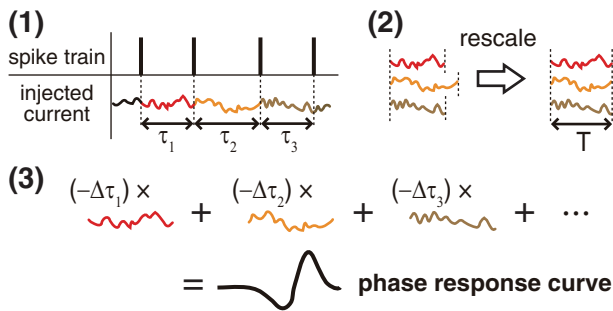 (1)
spike train
injected
current
τ1 τ2 τ3
(2)
rescale
T
(3)
(−Δτ1) × (−Δτ2) × (−Δτ3) ×
+ + + ...
= phase response curve